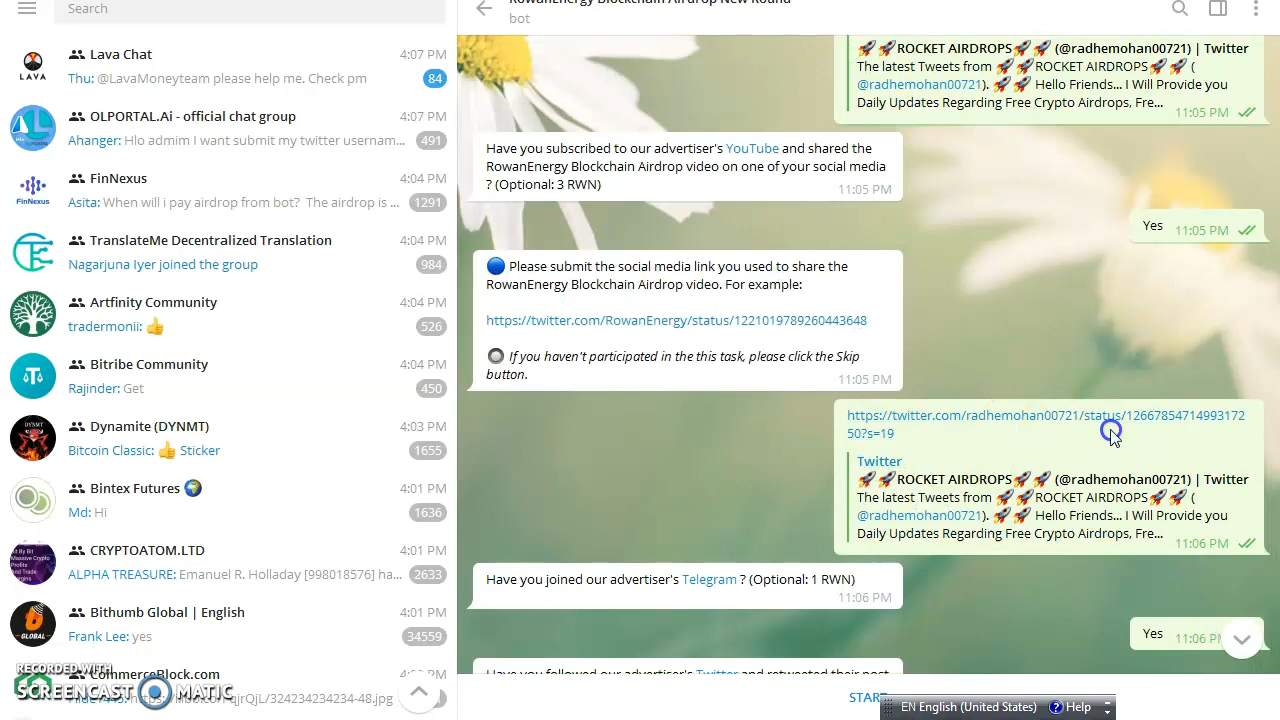 Search
Lava Chat
4:07 PM
Thu: @LavaMoneyteam please help me. Check pm
84
OLPORTAL.Ai - official chat group
4:07 PM
Ahanger: Hlo admim I want submit my twitter usernam...
491
FinNexus
4:04 PM
Asita: When will i pay airdrop from bot? The airdrop is ...
1291
TranslateMe Decentralized Translation
4:04 PM
Nagarjuna Iyer joined the group
984
Artfinity Community
4:04 PM
tradermonii: 👍
526
Bitribe Community
4:04 PM
Rajinder: Get
450
Dynamite (DYNMT)
4:03 PM
Bitcoin Classic: 👍 Sticker
1655
Bintex Futures 🌍
4:01 PM
Md: Hi
1636
CRYPTOATOM.LTD
4:01 PM
ALPHA TREASURE: Emanuel R. Holladay [998018576] ha...
2633
Bithumb Global | English
4:01 PM
Frank Lee: yes
34559
CommerceBlock.com
RECORDED WITH
SCREENCAST MATIC
RowanEnergy Blockchain Airdrop New Round
bot
🚀 🚀ROCKET AIRDROPS🚀 🚀 (@radhemohan00721) | Twitter
The latest Tweets from 🚀 🚀ROCKET AIRDROPS🚀 🚀 (
@radhemohan00721). 🚀 🚀 Hello Friends... I Will Provide you
Daily Updates Regarding Free Crypto Airdrops, Fre...
11:05 PM
Have you subscribed to our advertiser's YouTube and shared the
RowanEnergy Blockchain Airdrop video on one of your social media
? (Optional: 3 RWN)
11:05 PM
Yes
11:05 PM
🔵 Please submit the social media link you used to share the
RowanEnergy Blockchain Airdrop video. For example:
https://twitter.com/RowanEnergy/status/1221019789260443648
🔘 If you haven't participated in the this task, please click the Skip
button.
11:05 PM
https://twitter.com/radhemohan00721/status/12667854714993172
50?s=19
Twitter
🚀 🚀ROCKET AIRDROPS🚀 🚀 (@radhemohan00721) | Twitter
The latest Tweets from 🚀 🚀ROCKET AIRDROPS🚀 🚀 (
@radhemohan00721). 🚀 🚀 Hello Friends... I Will Provide you
Daily Updates Regarding Free Crypto Airdrops, Fre...
11:06 PM
Have you joined our advertiser's Telegram ? (Optional: 1 RWN)
11:06 PM
Yes
11:06 PM
Have you followed our advertiser's Twitter and retweeted their post
START
EN English (United States)
Help